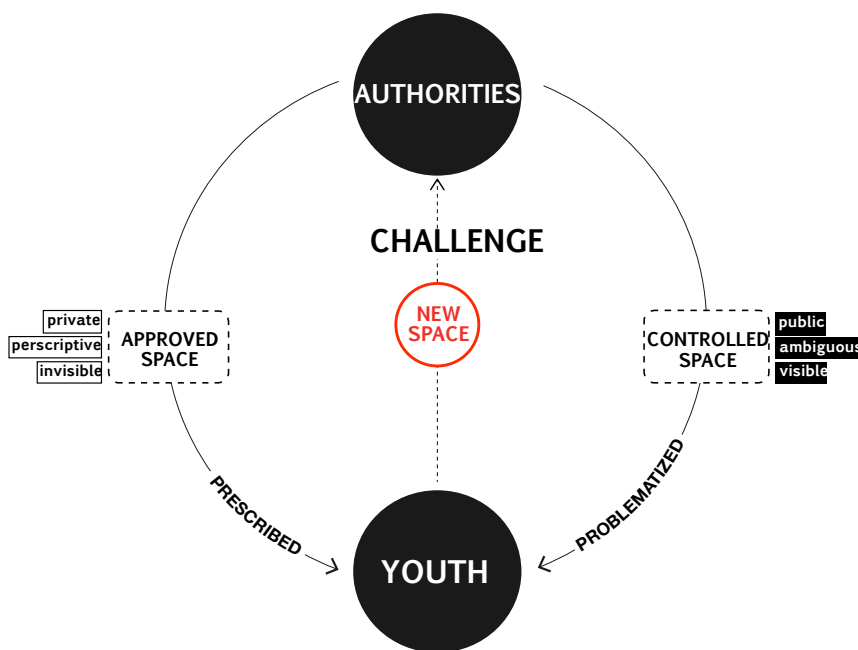 AUTHORITIES
CHALLENGE
NEW
SPACE
private
perscriptive
invisible
APPROVED
SPACE
CONTROLLED
SPACE
public
ambiguous
visible
PRESCRIBED
PROBLEMATIZED
YOUTH